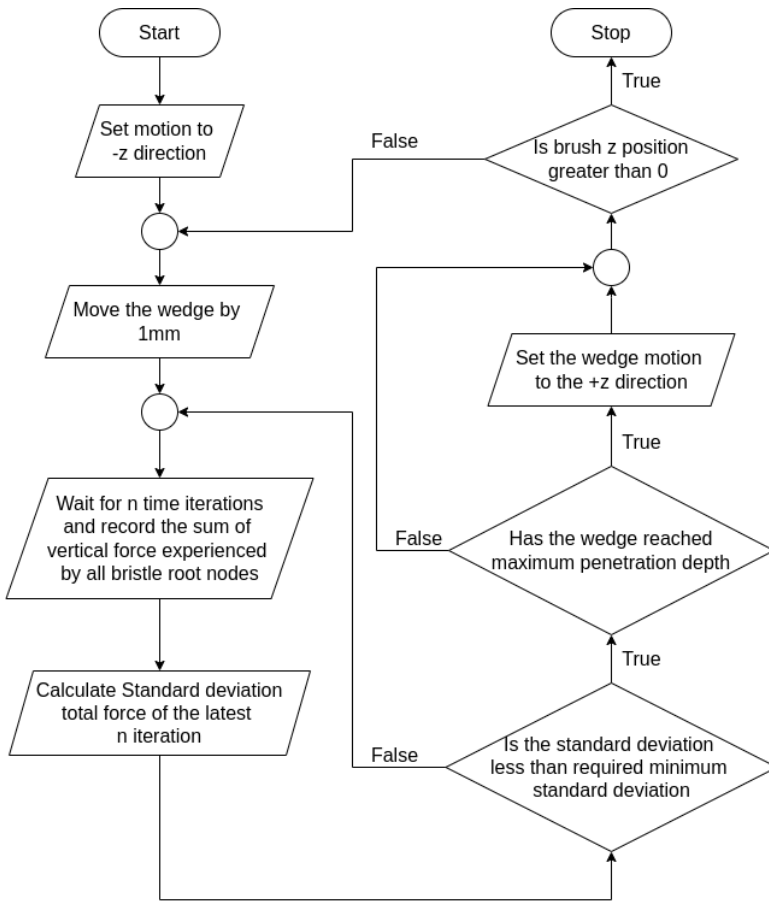 Start
Set motion to
-z direction
Move the wedge by
1mm
Wait for n time iterations
and record the sum of
vertical force experienced
by all bristle root nodes
Calculate Standard deviation
total force of the latest
n iteration
Stop
True
False
Is brush z position
greater than 0
Set the wedge motion
to the +z direction
True
False
Has the wedge reached
maximum penetration depth
True
False
Is the standard deviation
less than required minimum
standard deviation